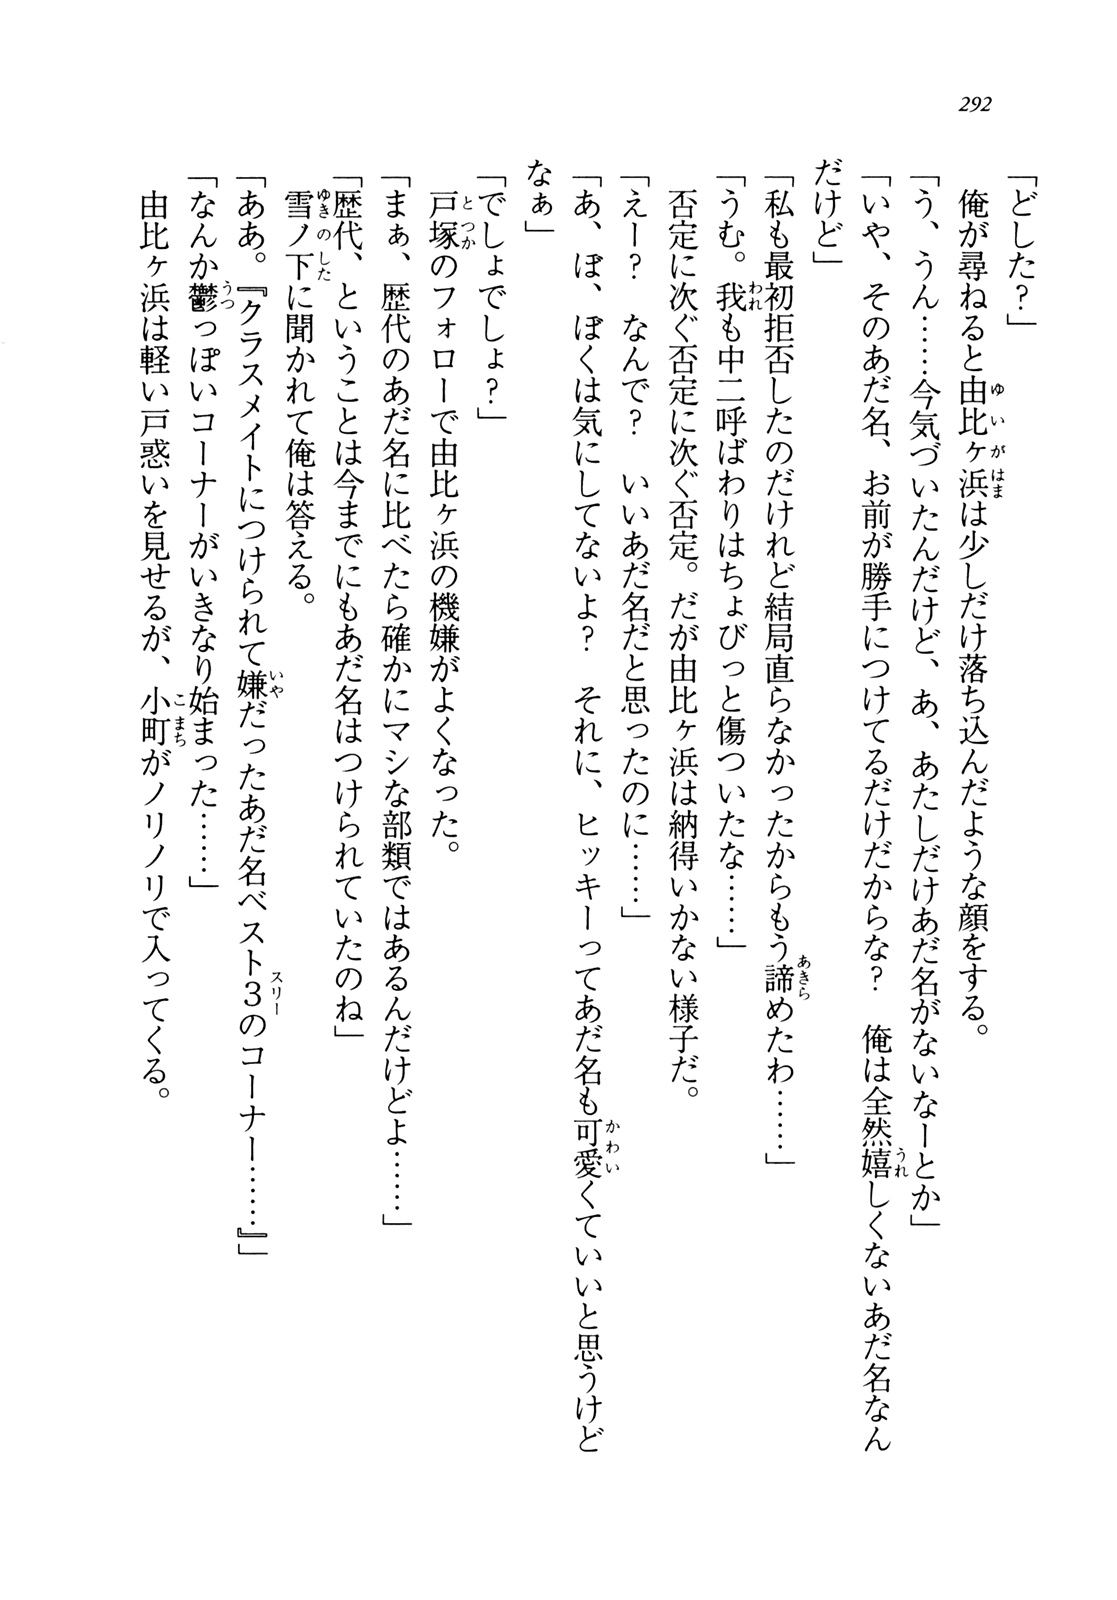 292
「どした?」
俺が尋ねると由比ヶ浜は少しだけ落ち込んだような顔をする。
「う、うん……今気づいたんだけど、あ、あたしだけあだ名がないなーとか」
「いや、そのあだ名、お前が勝手につけてるだけだからな?　俺は全然嬉しくないあだ名なん
だけど」
「私も最初拒否したのだけれど結局直らなかったからもう諦めたわ……」
「うむ。我も中二呼ばわりはちょびっと傷ついたな……」
否定に次ぐ否定に次ぐ否定。だが由比ヶ浜は納得いかない様子だ。
「えー?　なんで?　いいあだ名だと思ったのに……」
「あ、ぼ、ぼくは気にしてないよ?　それに、ヒッキーってあだ名も可愛くていいと思うけど
なぁ」
「でしょでしょ?」
戸塚のフォローで由比ヶ浜の機嫌がよくなった。
「まぁ、歴代のあだ名に比べたら確かにマシな部類ではあるんだけどよ……」
「歴代、ということは今までにもあだ名はつけられていたのね」
雪ノ下に聞かれて俺は答える。
「ああ。『クラスメイトにつけられて嫌だったあだ名ベスト3のコーナー……』」
「なんか鬱っぽいコーナーがいきなり始まった……」
由比ヶ浜は軽い戸惑いを見せるが、小町がノリノリで入ってくる。